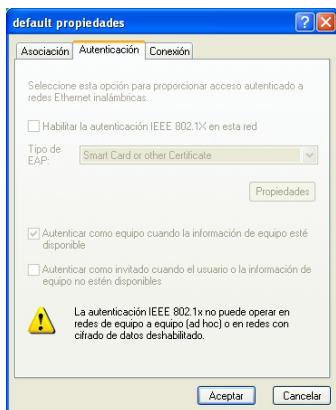 default propiedades
Asociación Autenticación Conexión
Seleccione esta opción para proporcionar acceso autenticado a
redes Ethernet inalámbricas.
Habilitar la autenticación IEEE 802.1X en esta red
Tipo de
EAP: Smart Card or other Certificate
Propiedades
Autenticar como equipo cuando la información de equipo esté
disponible
Autenticar como invitado cuando el usuario o la información de
equipo no estén disponibles
La autenticación IEEE 802.1x no puede operar en
redes de equipo a equipo (ad hoc) o en redes con
cifrado de datos deshabilitado.
Aceptar Cancelar